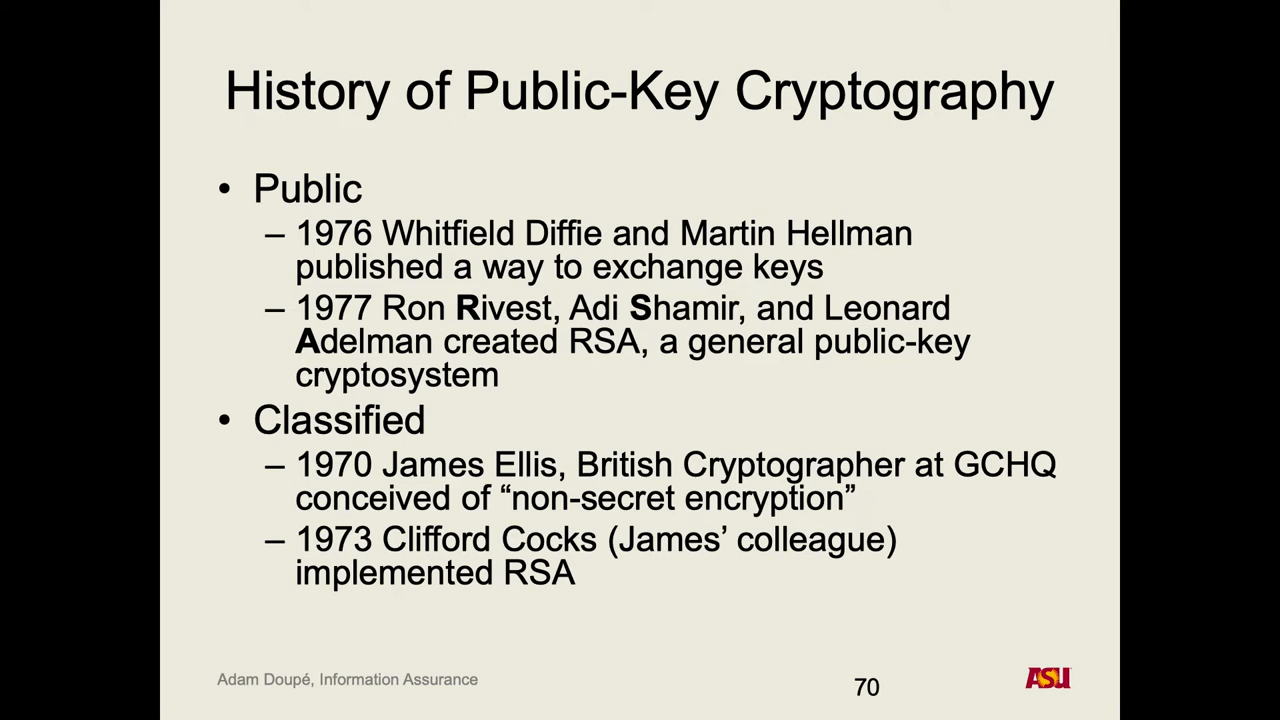 History of Public-Key Cryptography
• Public
– 1976 Whitfield Diffie and Martin Hellman
published a way to exchange keys
– 1977 Ron Rivest, Adi Shamir, and Leonard
Adelman created RSA, a general public-key
cryptosystem
• Classified
– 1970 James Ellis, British Cryptographer at GCHQ
conceived of “non-secret encryption”
– 1973 Clifford Cocks (James’ colleague)
implemented RSA
Adam Doupé, Information Assurance
70
ASU